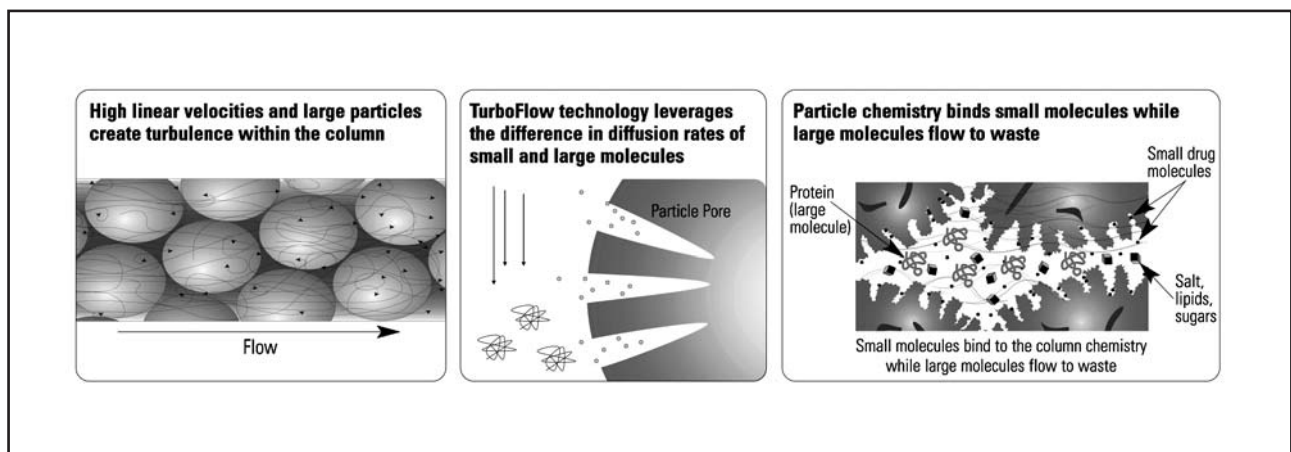 High linear velocities and large particles
create turbulence within the column
Flow
TurboFlow technology leverages
the difference in diffusion rates of
small and large molecules
Particle Pore
Particle chemistry binds small molecules while
large molecules flow to waste
Small drug
molecules
Protein
(large
molecule)
Salt,
lipids,
sugars
Small molecules bind to the column chemistry
while large molecules flow to waste